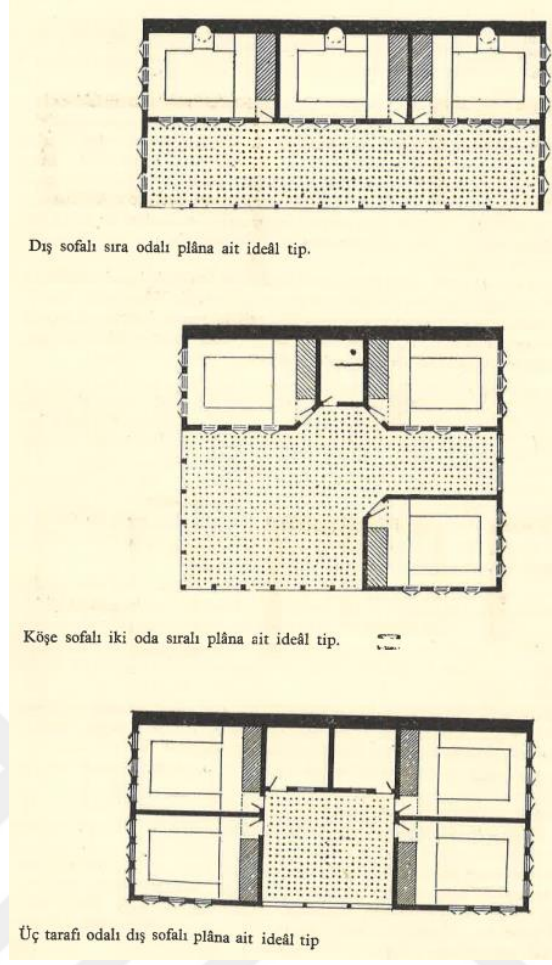 Dış sofalı sıra odalı plâna ait ideâl tip.
Köşe sofalı iki oda sıralı plâna ait ideâl tip.
Üç tarafı odalı dış sofalı plâna ait ideâl tip